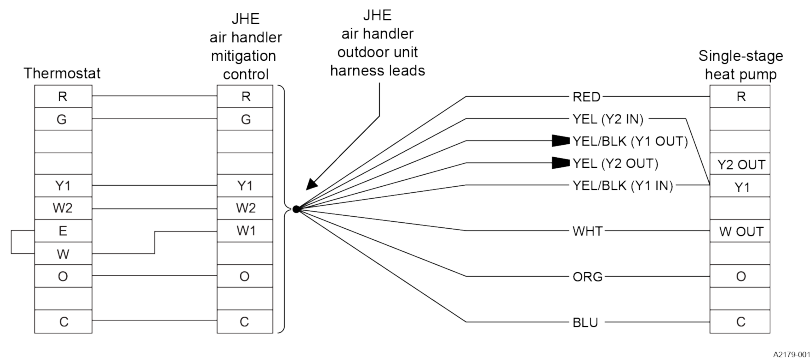 JHE
air handler
mitigation
control
JHE
air handler
outdoor unit
harness leads
Thermostat
Single-stage
heat pump
R
R
RED
R
G
G
YEL (Y2 IN)
YEL/BLK (Y1 OUT)
YEL (Y2 OUT)
Y2 OUT
Y1
Y1
YEL/BLK (Y1 IN)
Y1
W2
W2
E
W1
WHT
W OUT
W
O
O
ORG
O
C
C
BLU
C
A2179-001